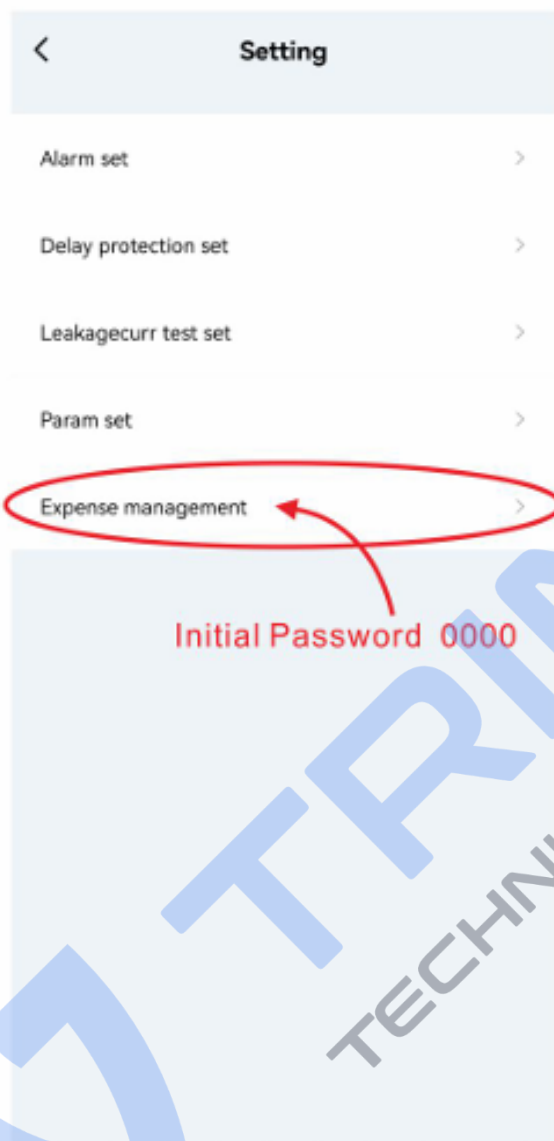 Setting
Alarm set
Delay protection set
Leakagecurr test set
Param set
Expense management
Initial Password 0000